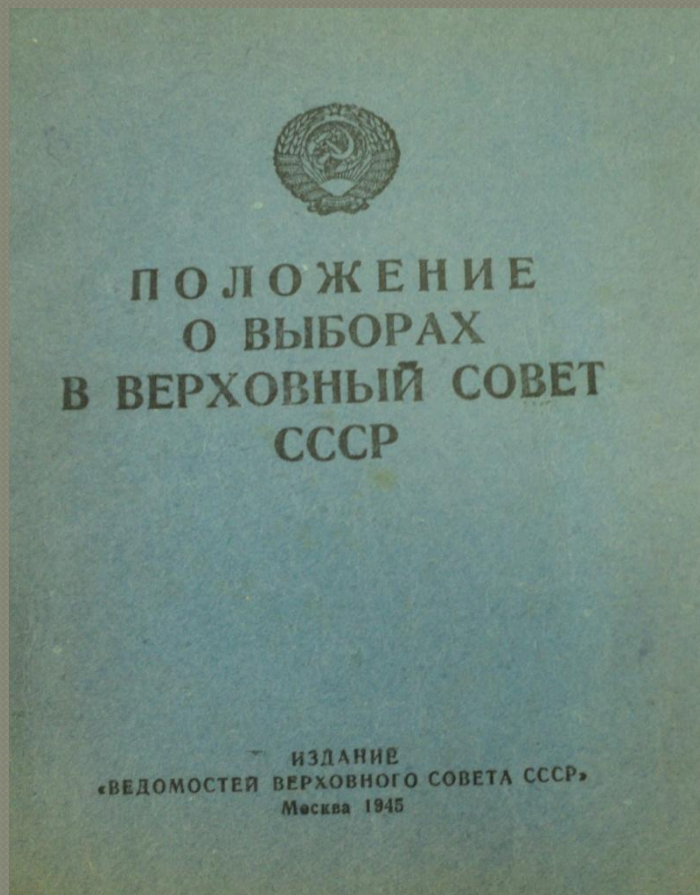 ПОЛОЖЕНИЕ
О ВЫБОРАХ
В ВЕРХОВНЫЙ СОВЕТ
СССР
ИЗДАНИЕ
«ВЕДОМОСТЕЙ ВЕРХОВНОГО СОВЕТА СССР»
Москва 1945